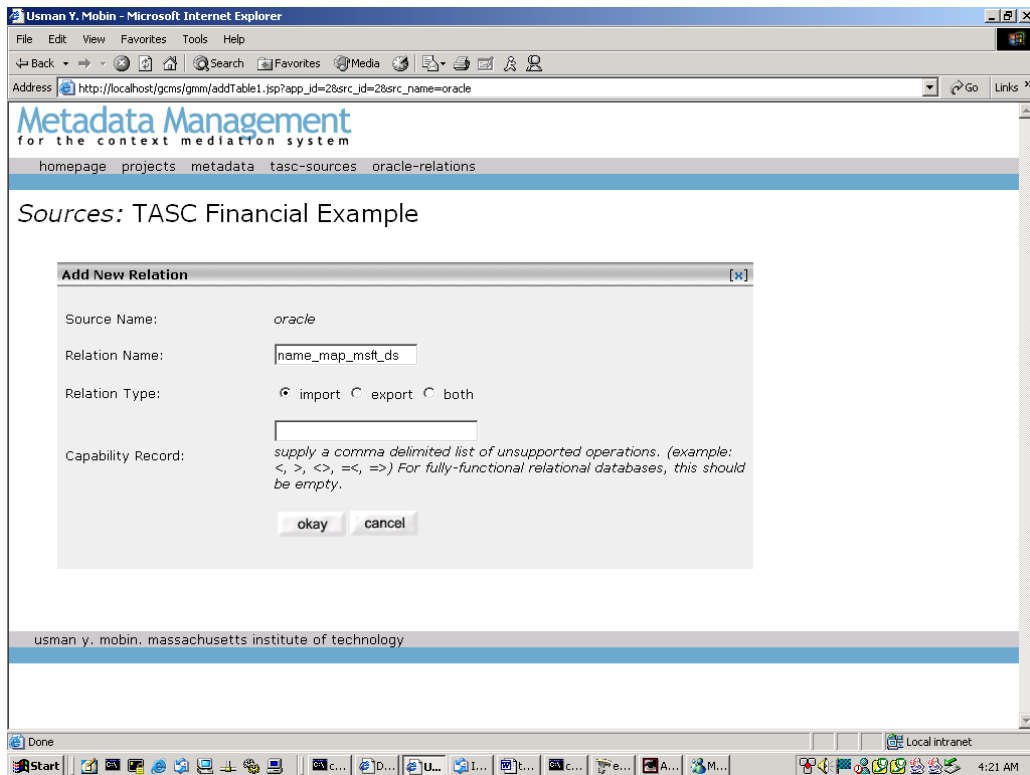 Usman Y. Mobin - Microsoft Internet Explorer
File Edit View Favorites Tools Help
Back Search Favorites Media
Address http://localhost/gcms/gmm/addTable1.jsp?app_id=2&src_id=2&src_name=oracle Go Links »
Metadata Management
for the context mediation system
homepage projects metadata tasc-sources oracle-relations
Sources: TASC Financial Example
Add New Relation [x]
Source Name: oracle
Relation Name: name_map_msft_ds
Relation Type: import export both
Capability Record:
supply a comma delimited list of unsupported operations. (example:
<, >, <>, =<, =>) For fully-functional relational databases, this should
be empty.
okay cancel
usman y. mobin. massachusetts institute of technology
Done Local intranet
Start c... D... U... I... t... c... e... A... M... 4:21 AM